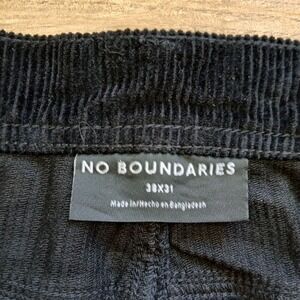 NO BOUNDARIES
38X31
Made in/Hecho en Bangladesh